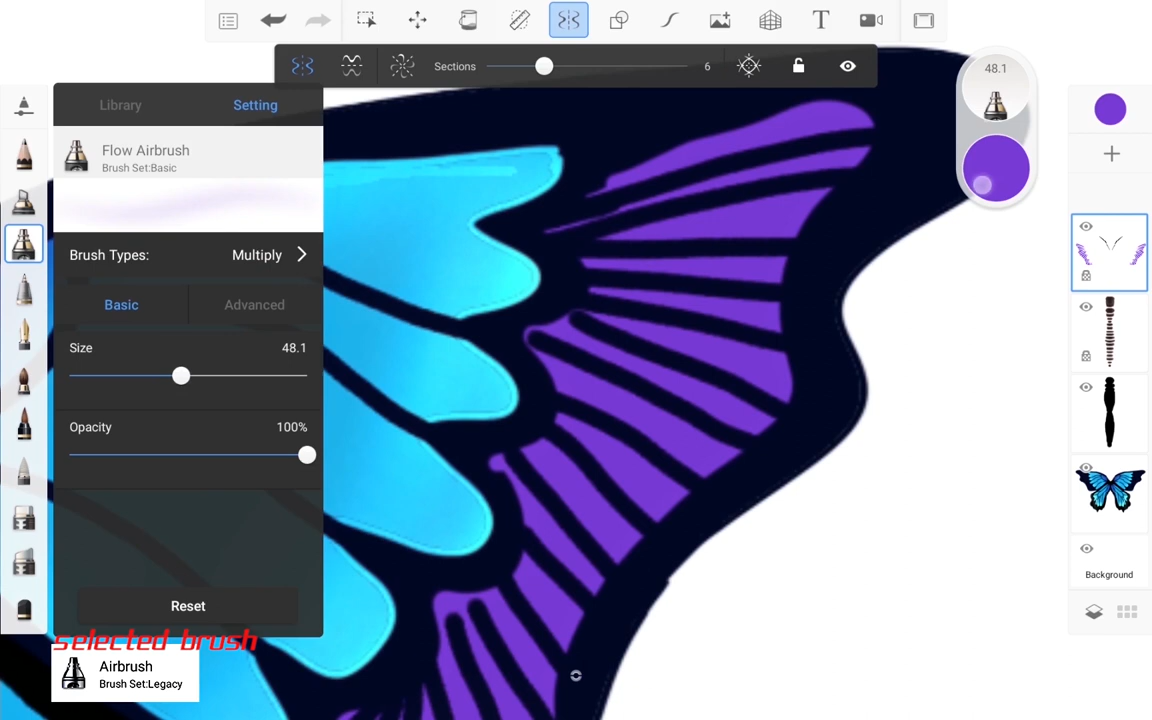 Sections
6
48.1
Library
Setting
Flow Airbrush
Brush Set:Basic
Brush Types:
Multiply
Basic
Advanced
Size
48.1
Opacity
100%
Reset
selected brush
Airbrush
Brush Set:Legacy
Background